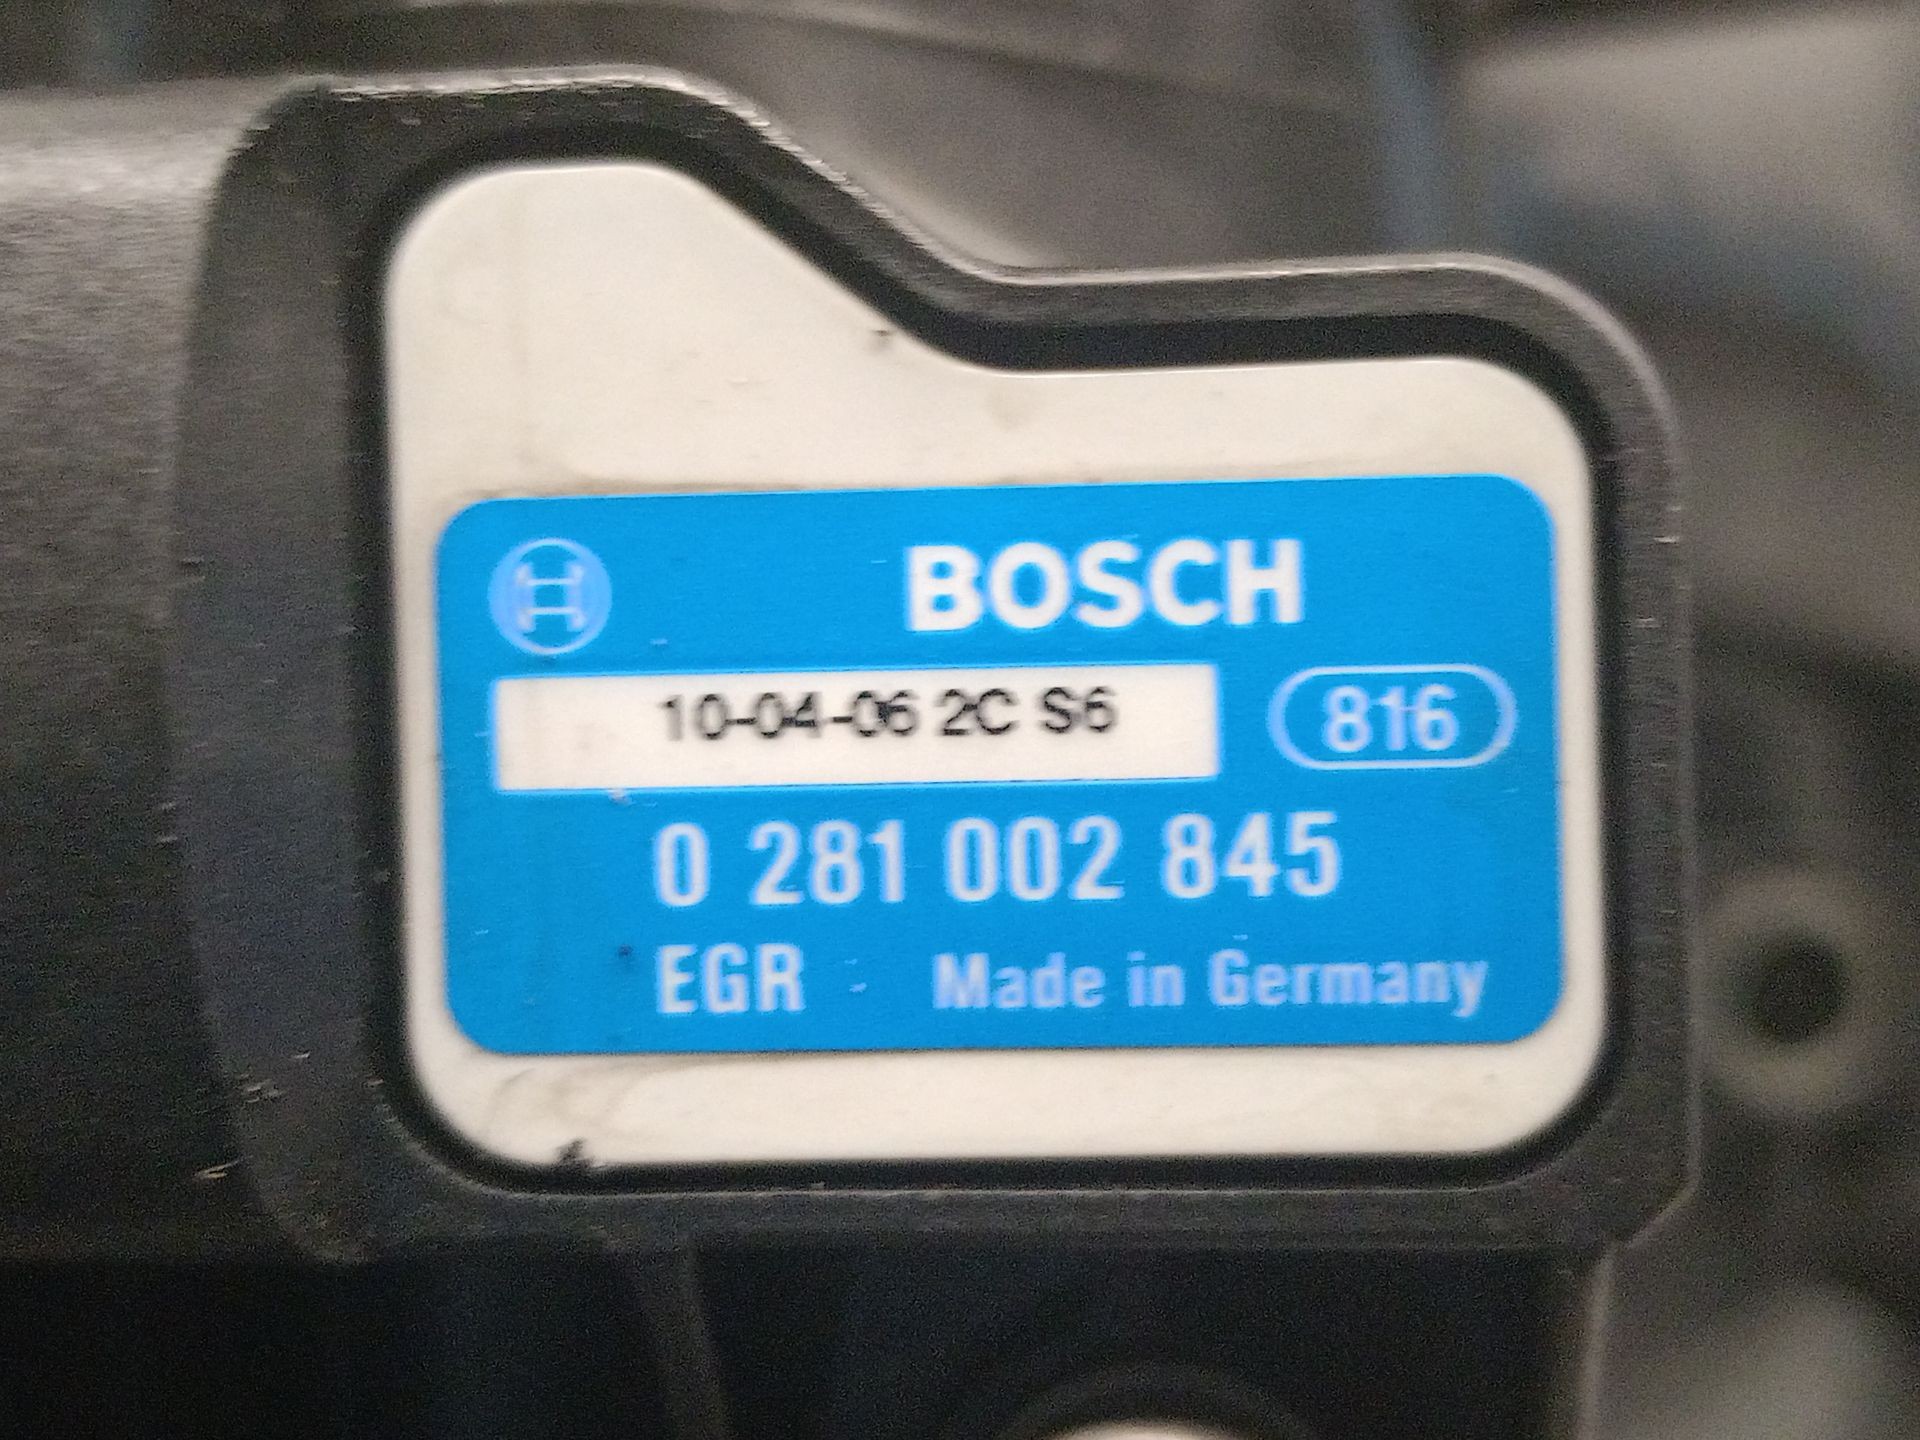 BOSCH
10-04-06 2C S6
816
0 281 002 845
EGR Made in Germany